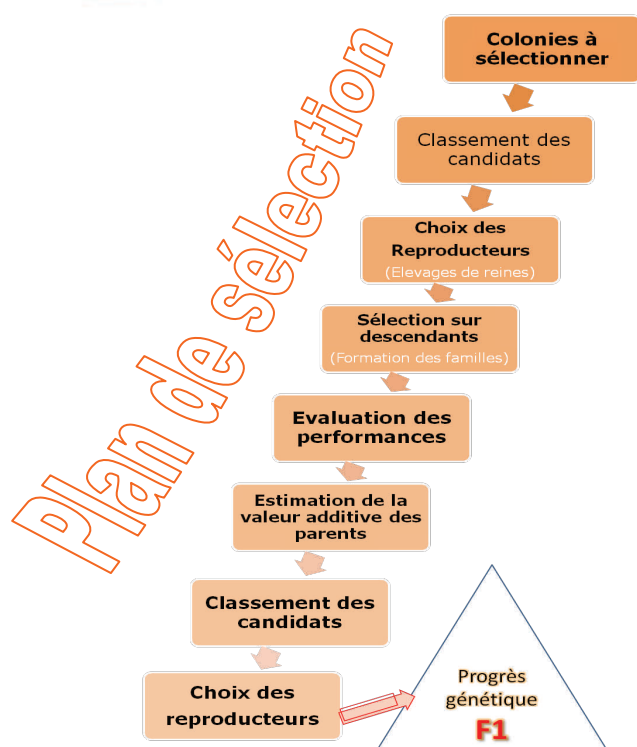 Plan de sélection
Colonies à
sélectionner
Classement des
candidats
Choix des
Reproducteurs
(Elevages de reines)
Sélection sur
descendants
(Formation des familles)
Evaluation des
performances
Estimation de la
valeur additive des
parents
Classement des
candidats
Choix des
reproducteurs
Progrès
génétique
F1